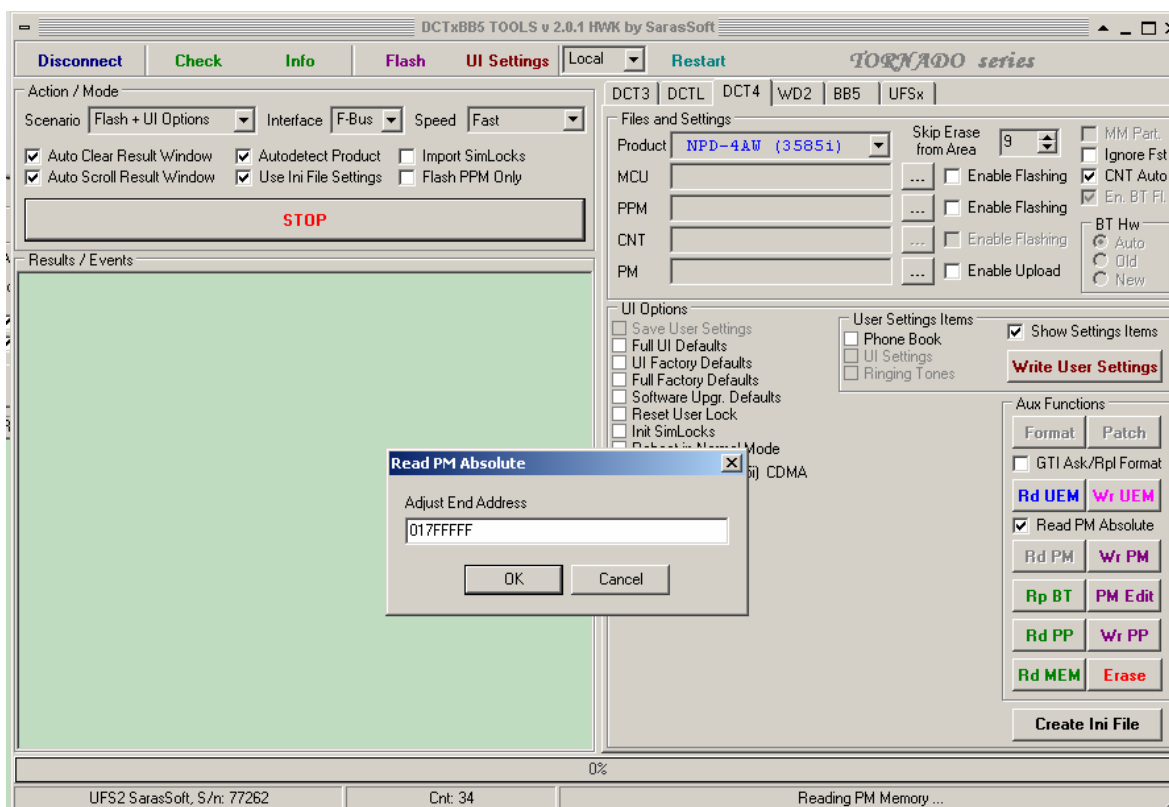 DCTxBB5 TOOLS v 2.0.1 HWK by SarasSoft
Disconnect Check Info Flash UI Settings Local Restart TORNADO series
Action / Mode
Scenario Flash + UI Options Interface F-Bus Speed Fast
Auto Clear Result Window Autodetect Product Import SimLocks
Auto Scroll Result Window Use Ini File Settings Flash PPM Only
STOP
Results / Events
DCT3 DCTL DCT4 WD2 BB5 UFSx
Files and Settings
Product NPD-4AW (3585i) Skip Erase from Area 9 MM Part.
Ignore Fst
MCU ... Enable Flashing CNT Auto
PPM ... Enable Flashing En. BT Fl.
CNT ... Enable Flashing
PM ... Enable Upload
BT Hw
Auto
Old
New
UI Options
Save User Settings
Full UI Defaults
UI Factory Defaults
Full Factory Defaults
Software Upgr. Defaults
Reset User Lock
Init SimLocks
Reboot in Normal Mode
5i) CDMA
User Settings Items
Phone Book
UI Settings
Ringing Tones
Show Settings Items
Write User Settings
Aux Functions
Format Patch
GTI Ask/Rpl Format
Rd UEM Wr UEM
Read PM Absolute
Rd PM Wr PM
Rp BT PM Edit
Rd PP Wr PP
Rd MEM Erase
Create Ini File
Read PM Absolute
Adjust End Address
017FFFFF
OK Cancel
0%
UFS2 SarasSoft, S/n: 77262 Cnt: 34 Reading PM Memory ...